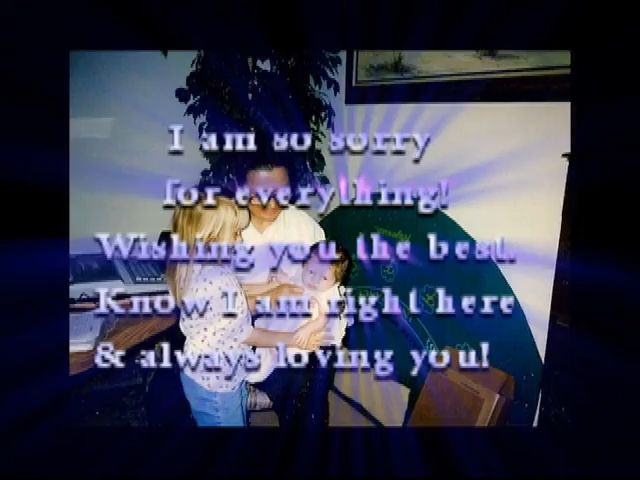 I am so sorry
for everything!
Wishing you the best.
Know I am right here
& always loving you!